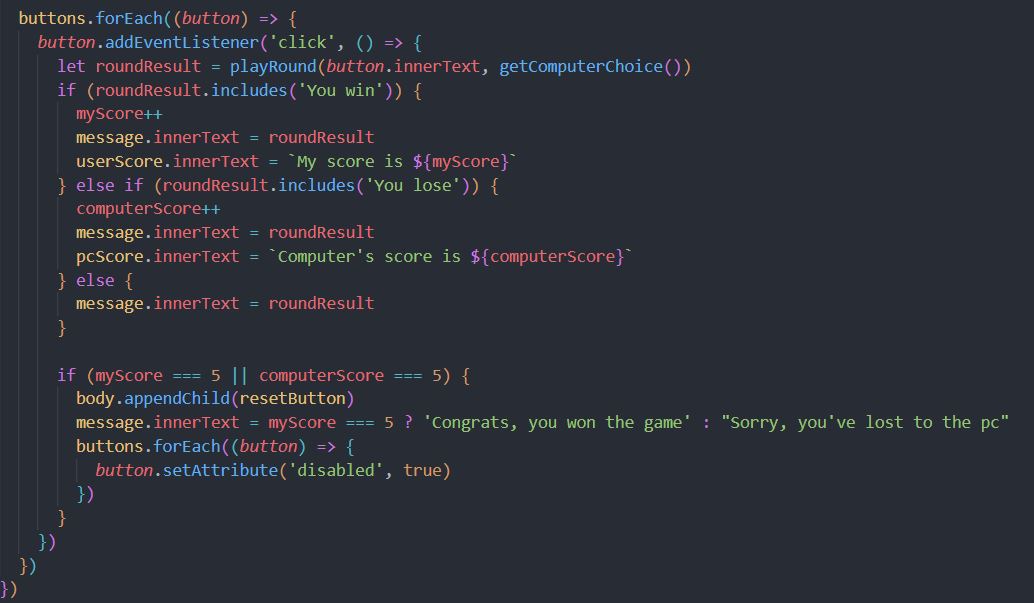 buttons.forEach((button) => {
button.addEventListener('click', () => {
let roundResult = playRound(button.innerText, getComputerChoice())
if (roundResult.includes('You win')) {
myScore++
message.innerText = roundResult
userScore.innerText = `My score is ${myScore}`
} else if (roundResult.includes('You lose')) {
computerScore++
message.innerText = roundResult
pcScore.innerText = `Computer's score is ${computerScore}`
} else {
message.innerText = roundResult
}
if (myScore === 5 || computerScore === 5) {
body.appendChild(resetButton)
message.innerText = myScore === 5 ? 'Congrats, you won the game' : "Sorry, you've lost to the pc"
buttons.forEach((button) => {
button.setAttribute('disabled', true)
})
}
})
})
})